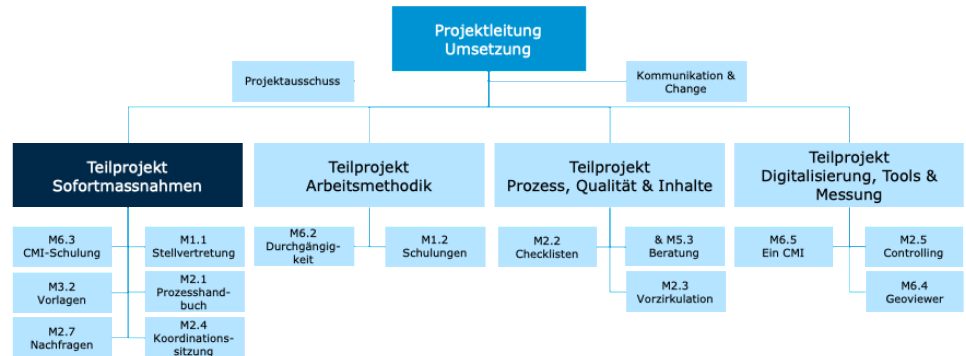 Projektleitung
Umsetzung
Projektausschuss
Kommunikation &
Change
Teilprojekt
Sofortmassnahmen
Teilprojekt
Arbeitsmethodik
Teilprojekt
Prozess, Qualität & Inhalte
Teilprojekt
Digitalisierung, Tools &
Messung
M6.3
CMI-Schulung
M1.1
Stellvertretung
M3.2
Vorlagen
M2.1
Prozesshand-
buch
M2.7
Nachfragen
M2.4
Koordinations-
sitzung
M6.2
Durchgängig-
keit
M1.2
Schulungen
M2.2
Checklisten
& M5.3
Beratung
M2.3
Vorzirkulation
M6.5
Ein CMI
M2.5
Controlling
M6.4
Geoviewer